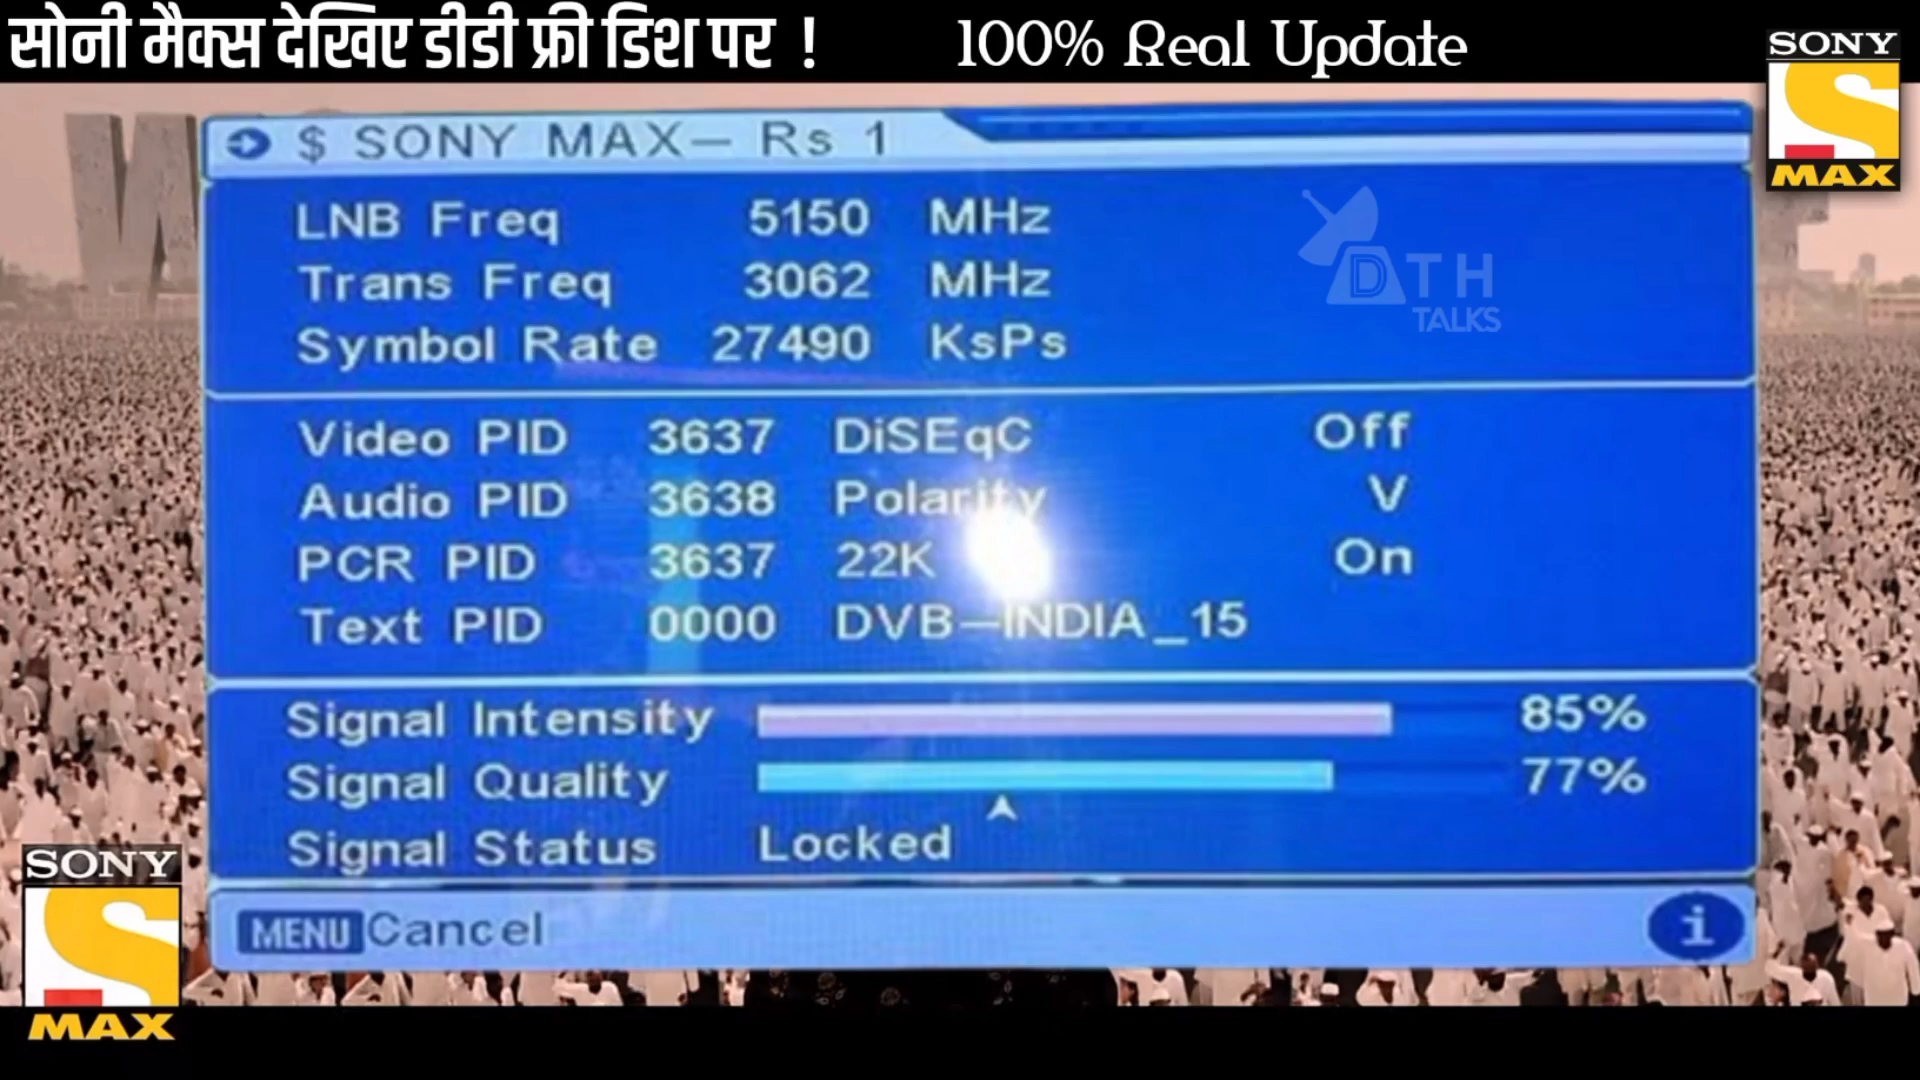 सोनी मैक्स देखिए डीडी फ्री डिश पर ! 100% Real Update
SONY
MAX
$ SONY MAX— Rs 1
LNB Freq 5150 MHz
Trans Freq 3062 MHz
Symbol Rate 27490 KsPs
DTH
TALKS
Video PID 3637 DiSEqC Off
Audio PID 3638 Polarity V
PCR PID 3637 22K On
Text PID 0000 DVB—INDIA_15
Signal Intensity 85%
Signal Quality 77%
Signal Status Locked
MENU Cancel i
SONY
MAX